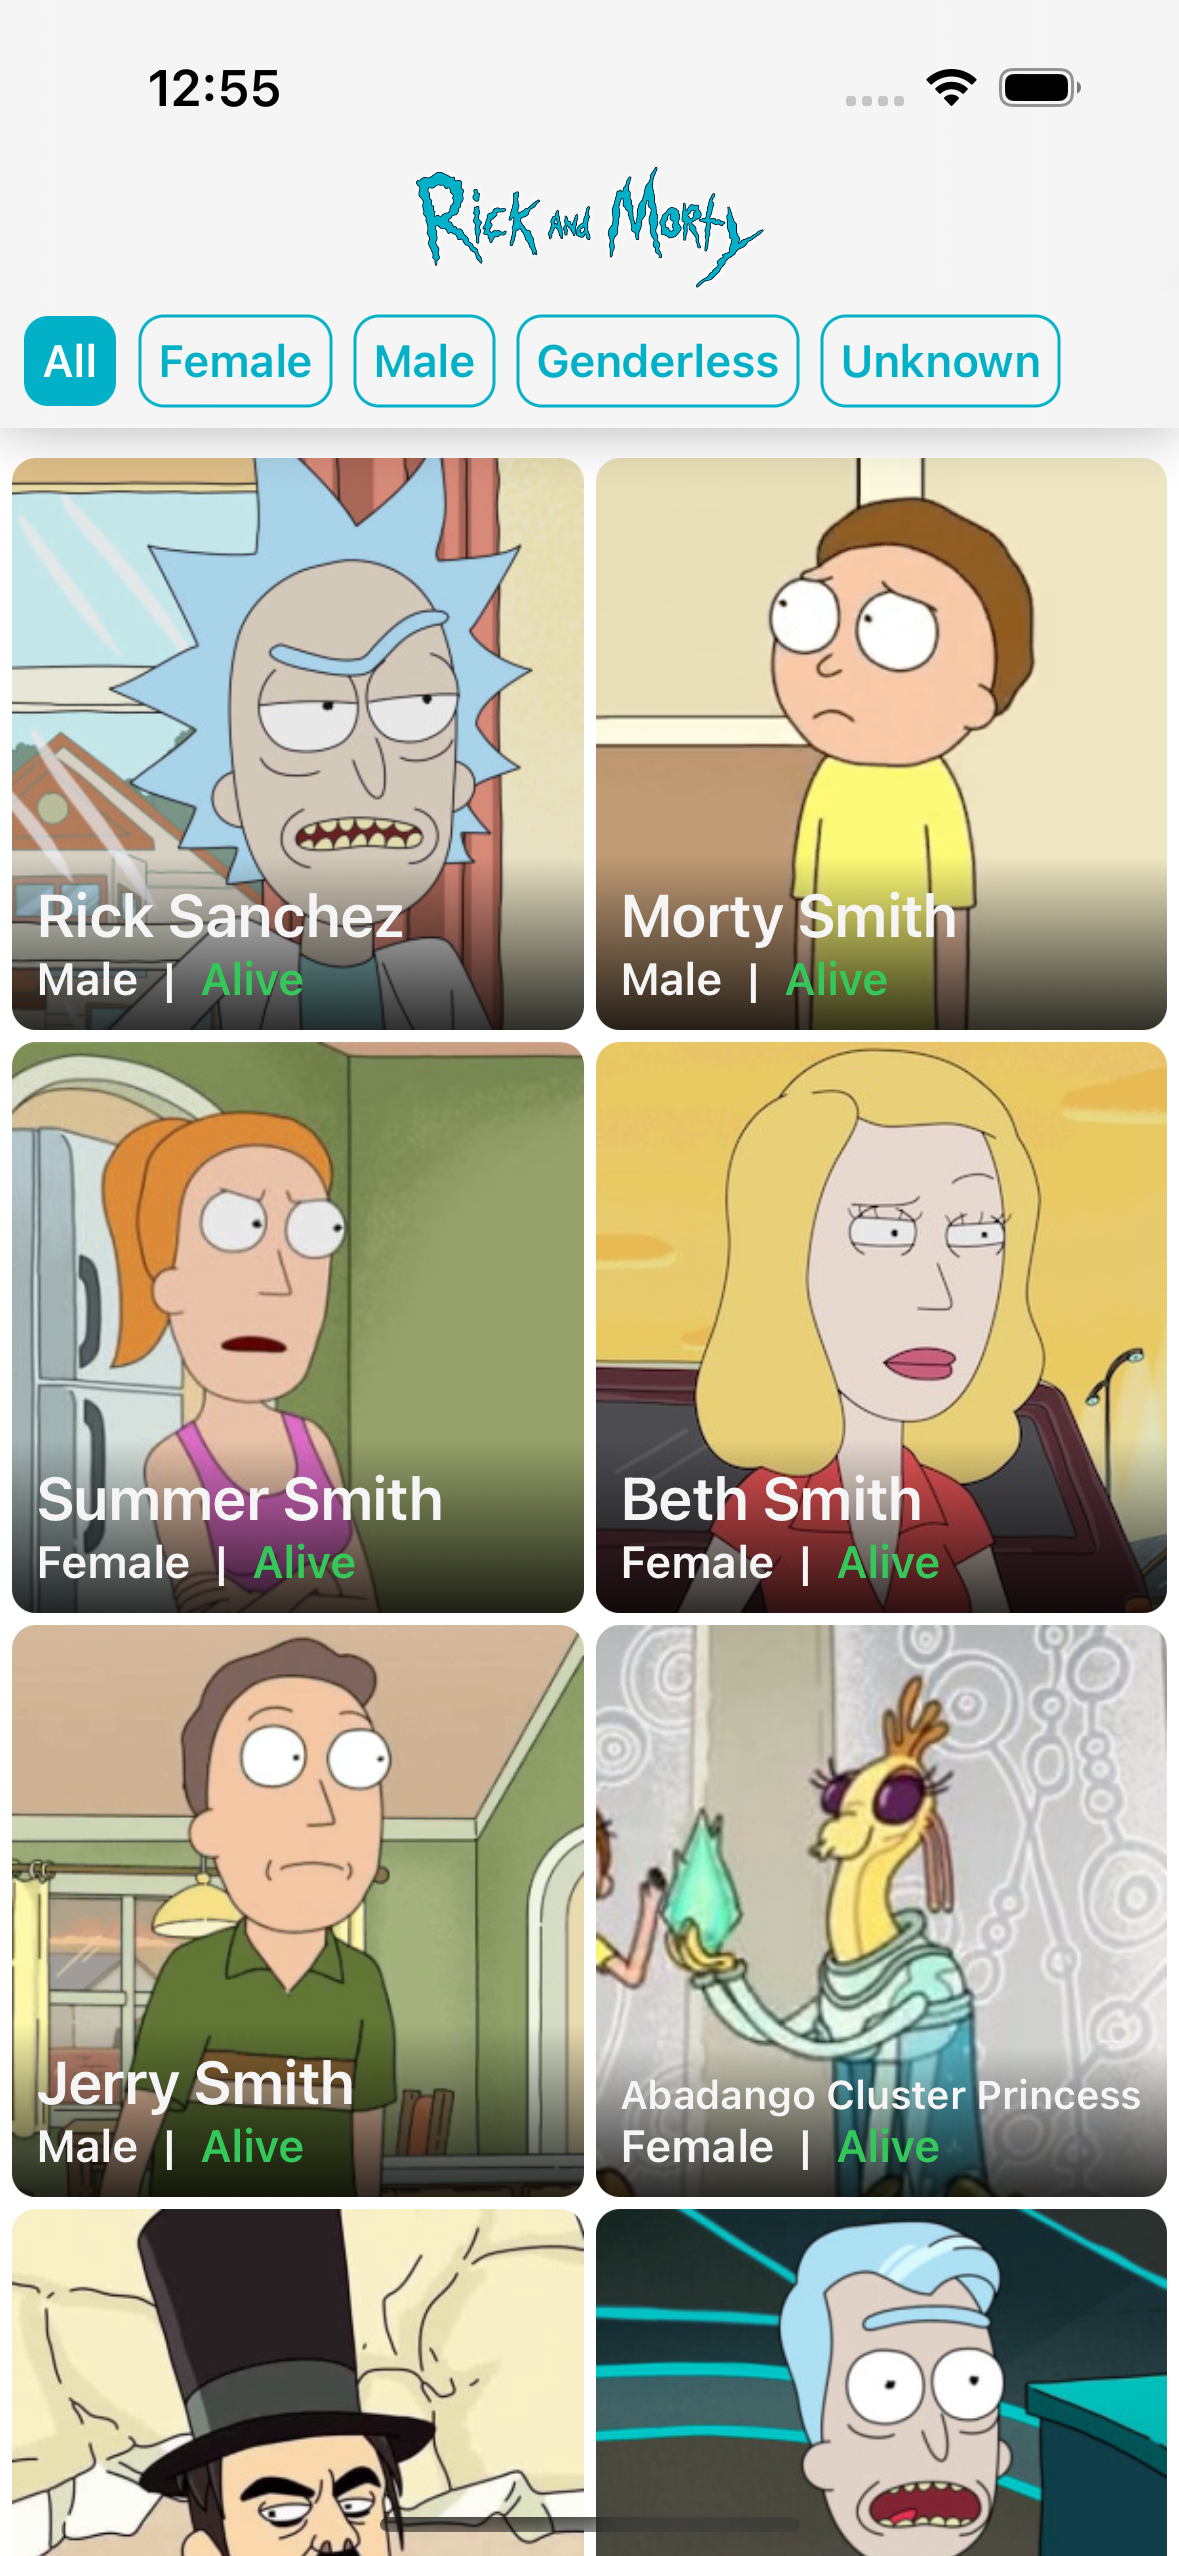 12:55
Rick and Morty
All Female Male Genderless Unknown
Rick Sanchez
Male | Alive
Morty Smith
Male | Alive
Summer Smith
Female | Alive
Beth Smith
Female | Alive
Jerry Smith
Male | Alive
Abadango Cluster Princess
Female | Alive